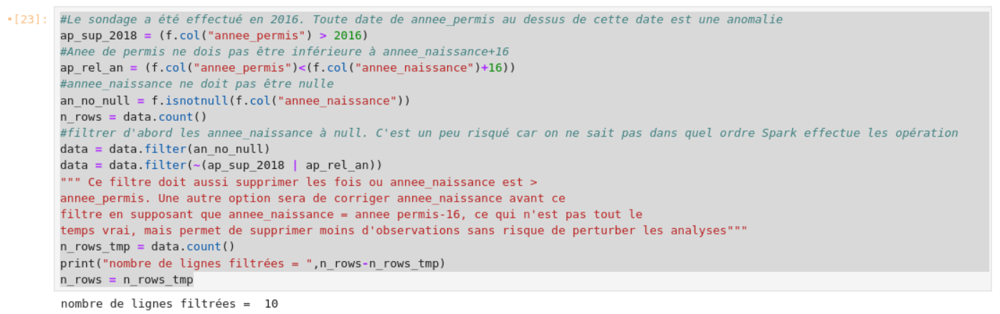 •[23]:
#Le sondage a été effectué en 2016. Toute date de annee_permis au dessus de cette date est une anomalie
ap_sup_2018 = (f.col("annee_permis") > 2016)
#Anee de permis ne dois pas être inférieure à annee_naissance+16
ap_rel_an = (f.col("annee_permis")<(f.col("annee_naissance")+16))
#annee_naissance ne doit pas être nulle
an_no_null = f.isnotnull(f.col("annee_naissance"))
n_rows = data.count()
#filtrer d'abord les annee_naissance à null. C'est un peu risqué car on ne sait pas dans quel ordre Spark effectue les opération
data = data.filter(an_no_null)
data = data.filter(~(ap_sup_2018 | ap_rel_an))
""" Ce filtre doit aussi supprimer les fois ou annee_naissance est >
annee_permis. Une autre option sera de corriger annee_naissance avant ce
filtre en supposant que annee_naissance = annee permis-16, ce qui n'est pas tout le
temps vrai, mais permet de supprimer moins d'observations sans risque de perturber les analyses"""
n_rows_tmp = data.count()
print("nombre de lignes filtrées = ",n_rows-n_rows_tmp)
n_rows = n_rows_tmp
nombre de lignes filtrées =  10